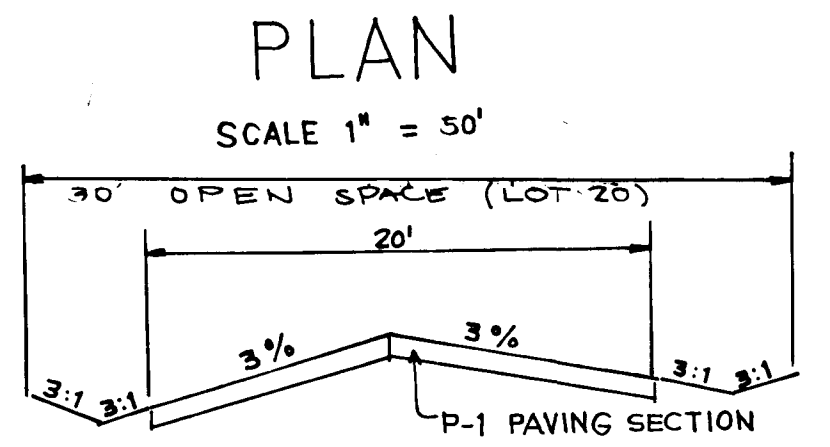 PLAN
SCALE 1" = 50'
30' OPEN SPACE (LOT 20)
20'
3% 3%
3:1 3:1 3:1 3:1
P-1 PAVING SECTION